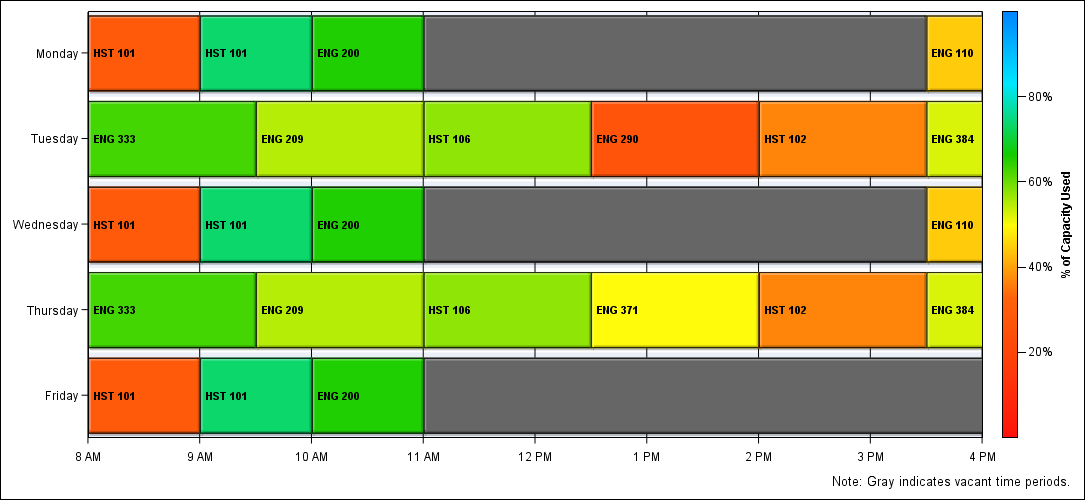 Monday HST 101 HST 101 ENG 200 ENG 110
Tuesday ENG 333 ENG 209 HST 106 ENG 290 HST 102 ENG 384
Wednesday HST 101 HST 101 ENG 200 ENG 110
Thursday ENG 333 ENG 209 HST 106 ENG 371 HST 102 ENG 384
Friday HST 101 HST 101 ENG 200
8 AM 9 AM 10 AM 11 AM 12 PM 1 PM 2 PM 3 PM 4 PM
80%
60%
40%
20%
% of Capacity Used
Note: Gray indicates vacant time periods.